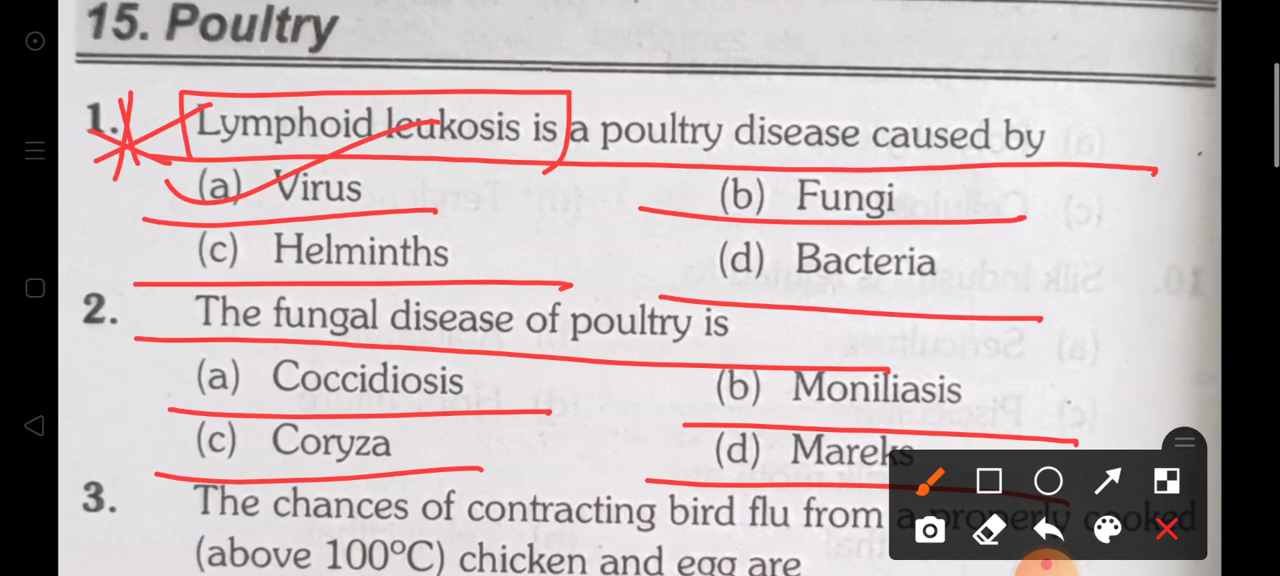 15. Poultry
1. Lymphoid leukosis is a poultry disease caused by
(a) Virus (b) Fungi
(c) Helminths (d) Bacteria
2. The fungal disease of poultry is
(a) Coccidiosis (b) Moniliasis
(c) Coryza (d) Mareks
3. The chances of contracting bird flu from a properly cooked
(above 100°C) chicken and egg are